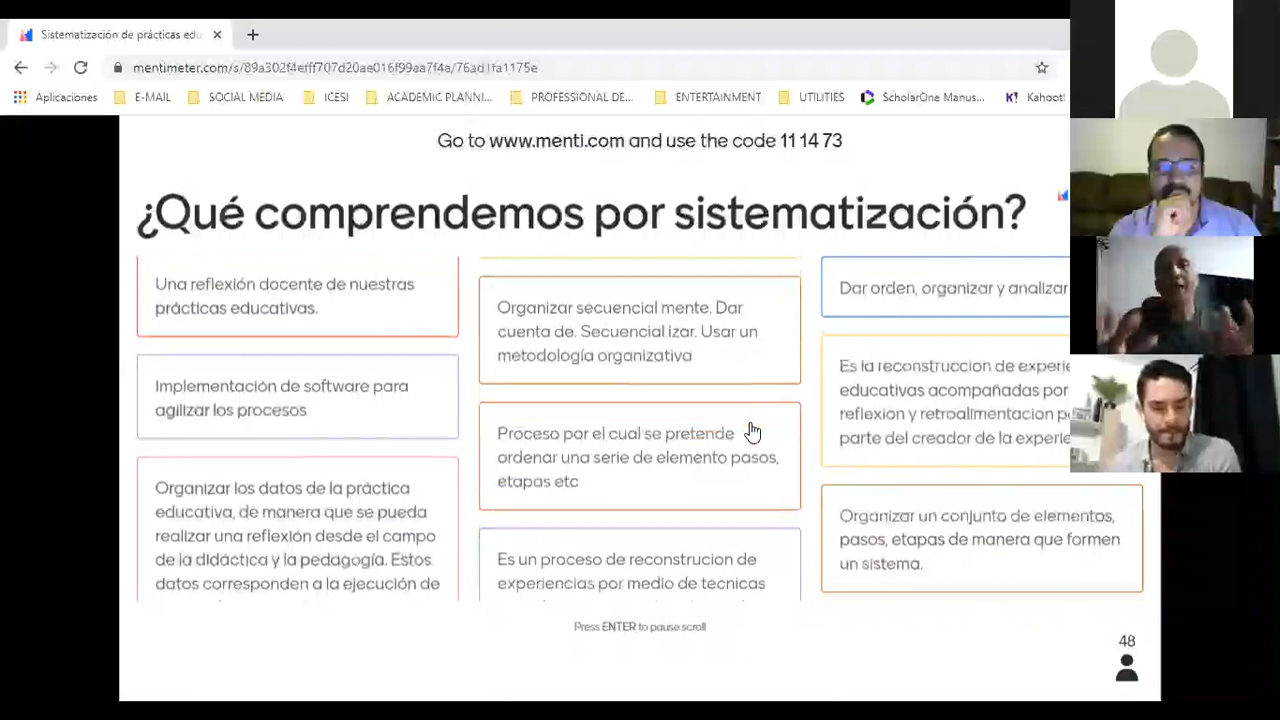 Sistematización de prácticas edu
mentimeter.com/s/89a302f4efff707d20ae016f99aa7f4a/76ad1fa1175e
Aplicaciones E-MAIL SOCIAL MEDIA ICESI ACADEMIC PLANNI... PROFESSIONAL DE... ENTERTAINMENT UTILITIES ScholarOne Manus... Kahoot!
Go to www.menti.com and use the code 11 14 73
¿Qué comprendemos por sistematización?
Una reflexión docente de nuestras
prácticas educativas.
Implementación de software para
agilizar los procesos
Organizar los datos de la práctica
educativa, de manera que se pueda
realizar una reflexión desde el campo
de la didáctica y la pedagogía. Estos
datos corresponden a la ejecución de
Organizar secuencial mente. Dar
cuenta de. Secuencial izar. Usar un
metodología organizativa
Proceso por el cual se pretende
ordenar una serie de elemento pasos,
etapas etc
Es un proceso de reconstrucion de
experiencias por medio de tecnicas
Dar orden, organizar y analizar
Es la reconstruccion de experie
educativas acompañadas por
reflexion y retroalimentacion p
parte del creador de la experie
Organizar un conjunto de elementos,
pasos, etapas de manera que formen
un sistema.
Press ENTER to pause scroll
48